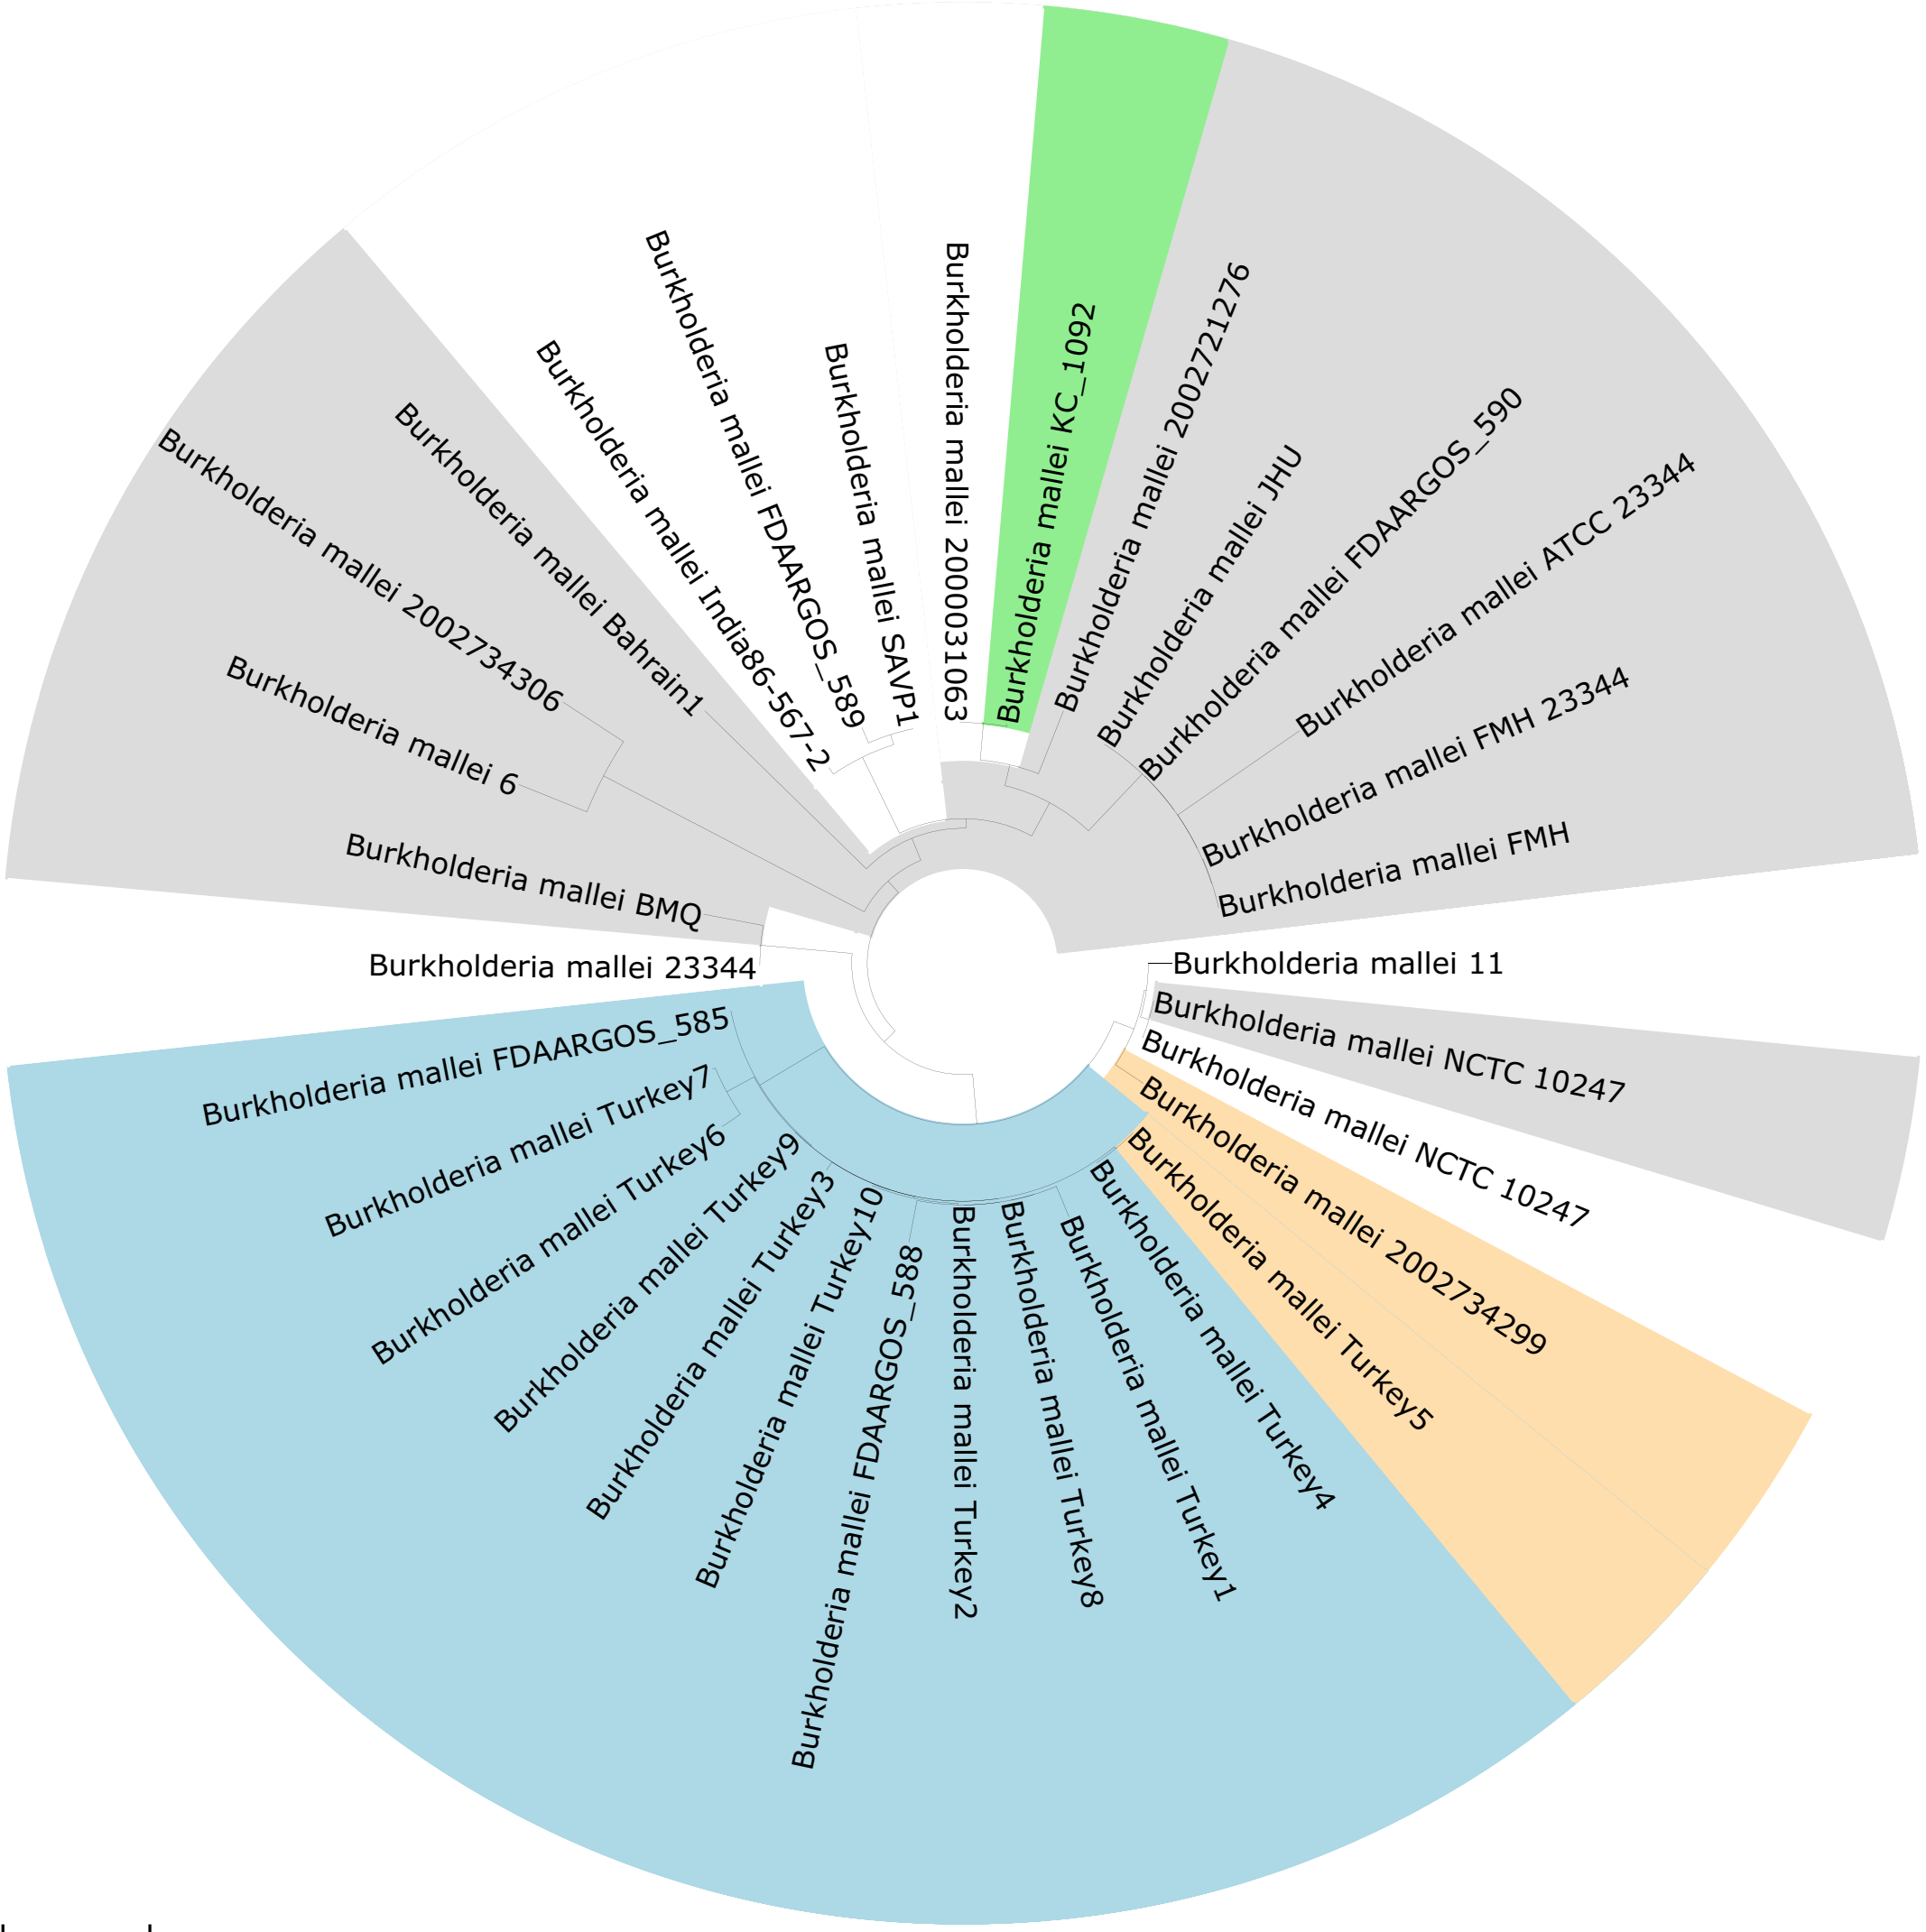 Burkholderia mallei 2000031063
Burkholderia mallei KC_1092
Burkholderia mallei 2002721276
Burkholderia mallei JHU
Burkholderia mallei FDAARGOS_590
Burkholderia mallei ATCC 23344
Burkholderia mallei FMH 23344
Burkholderia mallei FMH
Burkholderia mallei 11
Burkholderia mallei NCTC 10247
Burkholderia mallei NCTC 10247
Burkholderia mallei 2002734299
Burkholderia mallei Turkey5
Burkholderia mallei Turkey4
Burkholderia mallei Turkey1
Burkholderia mallei Turkey8
Burkholderia mallei Turkey2
Burkholderia mallei FDAARGOS_588
Burkholderia mallei Turkey10
Burkholderia mallei Turkey3
Burkholderia mallei Turkey9
Burkholderia mallei Turkey6
Burkholderia mallei Turkey7
Burkholderia mallei FDAARGOS_585
Burkholderia mallei 23344
Burkholderia mallei BMQ
Burkholderia mallei 6
Burkholderia mallei 2002734306
Burkholderia mallei Bahrain1
Burkholderia mallei India86-567-2
Burkholderia mallei FDAARGOS_589
Burkholderia mallei SAVP1